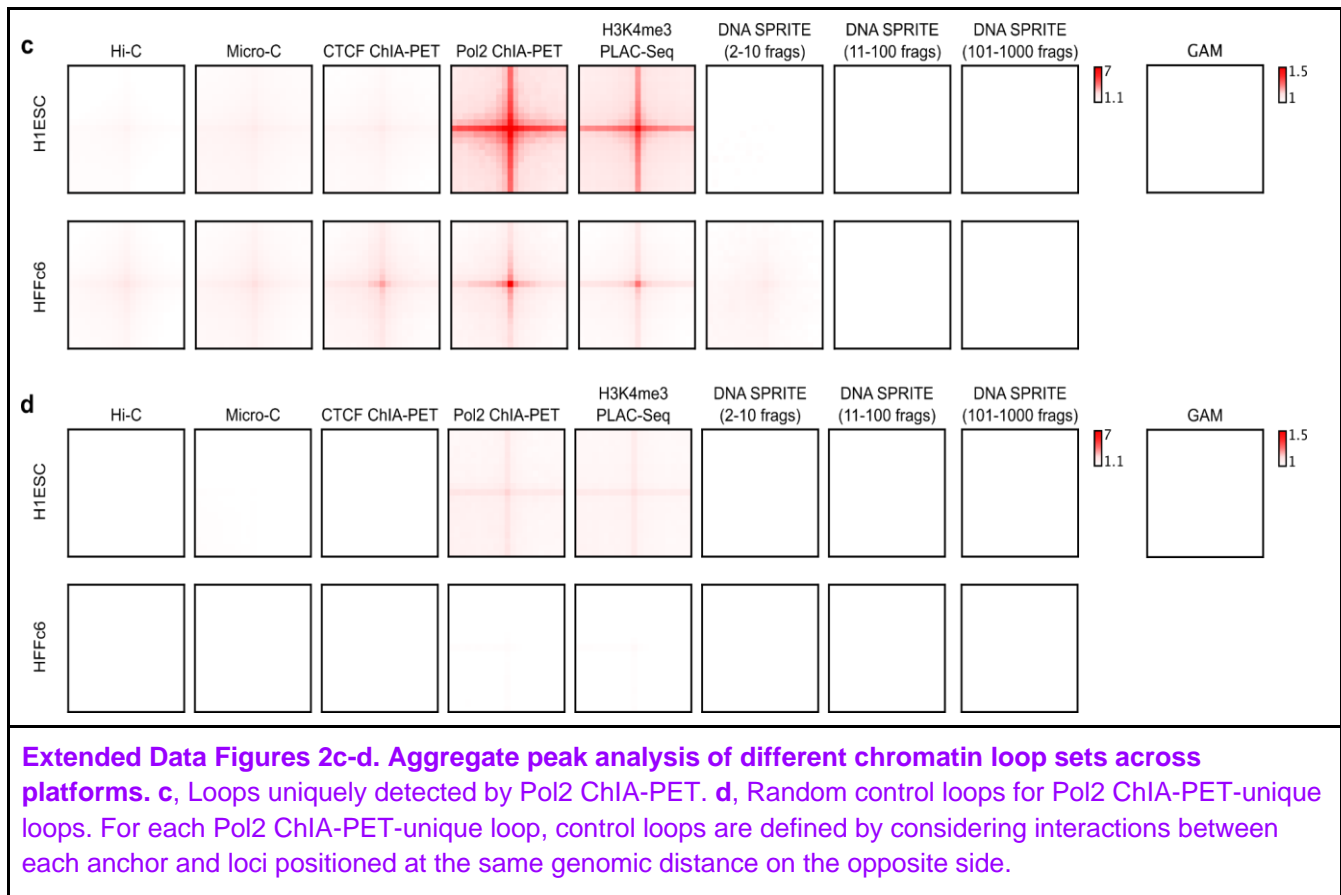 c
Hi-C Micro-C CTCF ChIA-PET Pol2 ChIA-PET H3K4me3 PLAC-Seq DNA SPRITE (2-10 frags) DNA SPRITE (11-100 frags) DNA SPRITE (101-1000 frags) GAM
H1ESC
7
1.1
1.5
1
HFFc6
d
Hi-C Micro-C CTCF ChIA-PET Pol2 ChIA-PET H3K4me3 PLAC-Seq DNA SPRITE (2-10 frags) DNA SPRITE (11-100 frags) DNA SPRITE (101-1000 frags) GAM
H1ESC
7
1.1
1.5
1
HFFc6
Extended Data Figures 2c-d. Aggregate peak analysis of different chromatin loop sets across
platforms. c, Loops uniquely detected by Pol2 ChIA-PET. d, Random control loops for Pol2 ChIA-PET-unique
loops. For each Pol2 ChIA-PET-unique loop, control loops are defined by considering interactions between
each anchor and loci positioned at the same genomic distance on the opposite side.